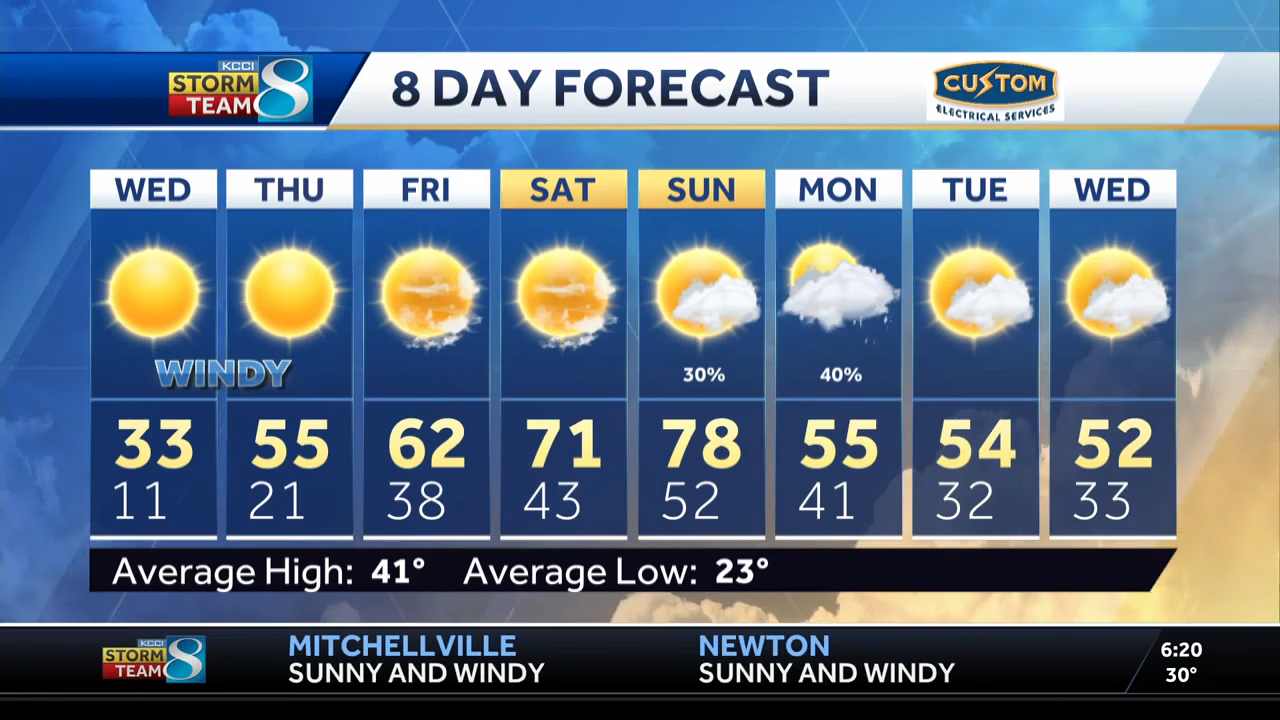 KCCI
STORM
TEAM 8
8 DAY FORECAST
CUSTOM
ELECTRICAL SERVICES
WED THU FRI SAT SUN MON TUE WED
WINDY
30% 40%
33 55 62 71 78 55 54 52
11 21 38 43 52 41 32 33
Average High: 41° Average Low: 23°
KCCI
STORM
TEAM 8
MITCHELLVILLE
SUNNY AND WINDY
NEWTON
SUNNY AND WINDY
6:20
30°